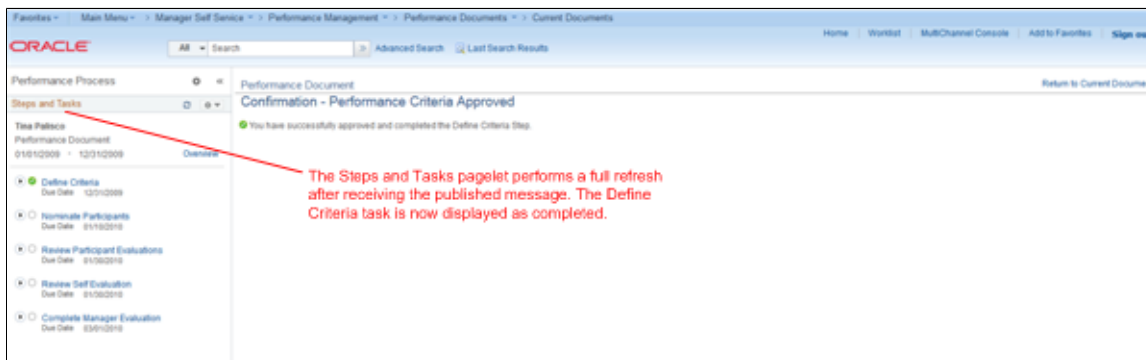 Favorites Main Menu > Manager Self Service > Performance Management > Performance Documents > Current Documents
Home Worklist MultiChannel Console Add to Favorites Sign ou
ORACLE All Search Advanced Search Last Search Results
Performance Process
Steps and Tasks
Tina Palisco
Performance Document
01/01/2009 - 12/31/2009 Overview
Define Criteria
Due Date 12/31/2009
Nominate Participants
Due Date 01/10/2010
Review Participant Evaluations
Due Date 01/30/2010
Review Self Evaluation
Due Date 01/30/2010
Complete Manager Evaluation
Due Date 03/01/2010
Performance Document
Return to Current Docume
Confirmation - Performance Criteria Approved
You have successfully approved and completed the Define Criteria Step.
The Steps and Tasks pagelet performs a full refresh
after receiving the published message. The Define
Criteria task is now displayed as completed.